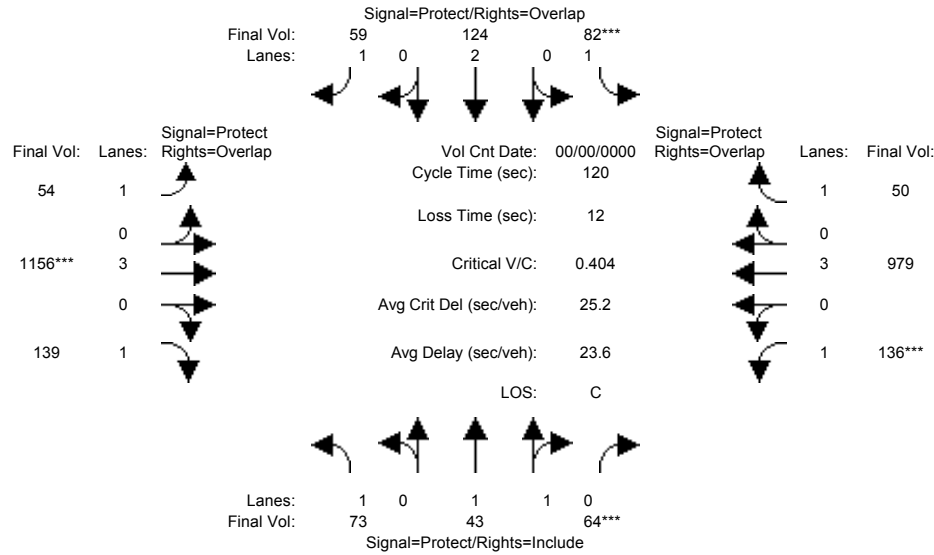 Signal=Protect/Rights=Overlap
Final Vol: 59 124 82***
Lanes: 1 0 2 0 1
Signal=Protect Signal=Protect
Final Vol: Lanes: Rights=Overlap Vol Cnt Date: 00/00/0000 Rights=Overlap Lanes: Final Vol:
Cycle Time (sec): 120
54 1 1 50
Loss Time (sec): 12
0 0
1156*** 3 Critical V/C: 0.404 3 979
0 Avg Crit Del (sec/veh): 25.2 0
139 1 Avg Delay (sec/veh): 23.6 1 136***
LOS: C
Lanes: 1 0 1 1 0
Final Vol: 73 43 64***
Signal=Protect/Rights=Include